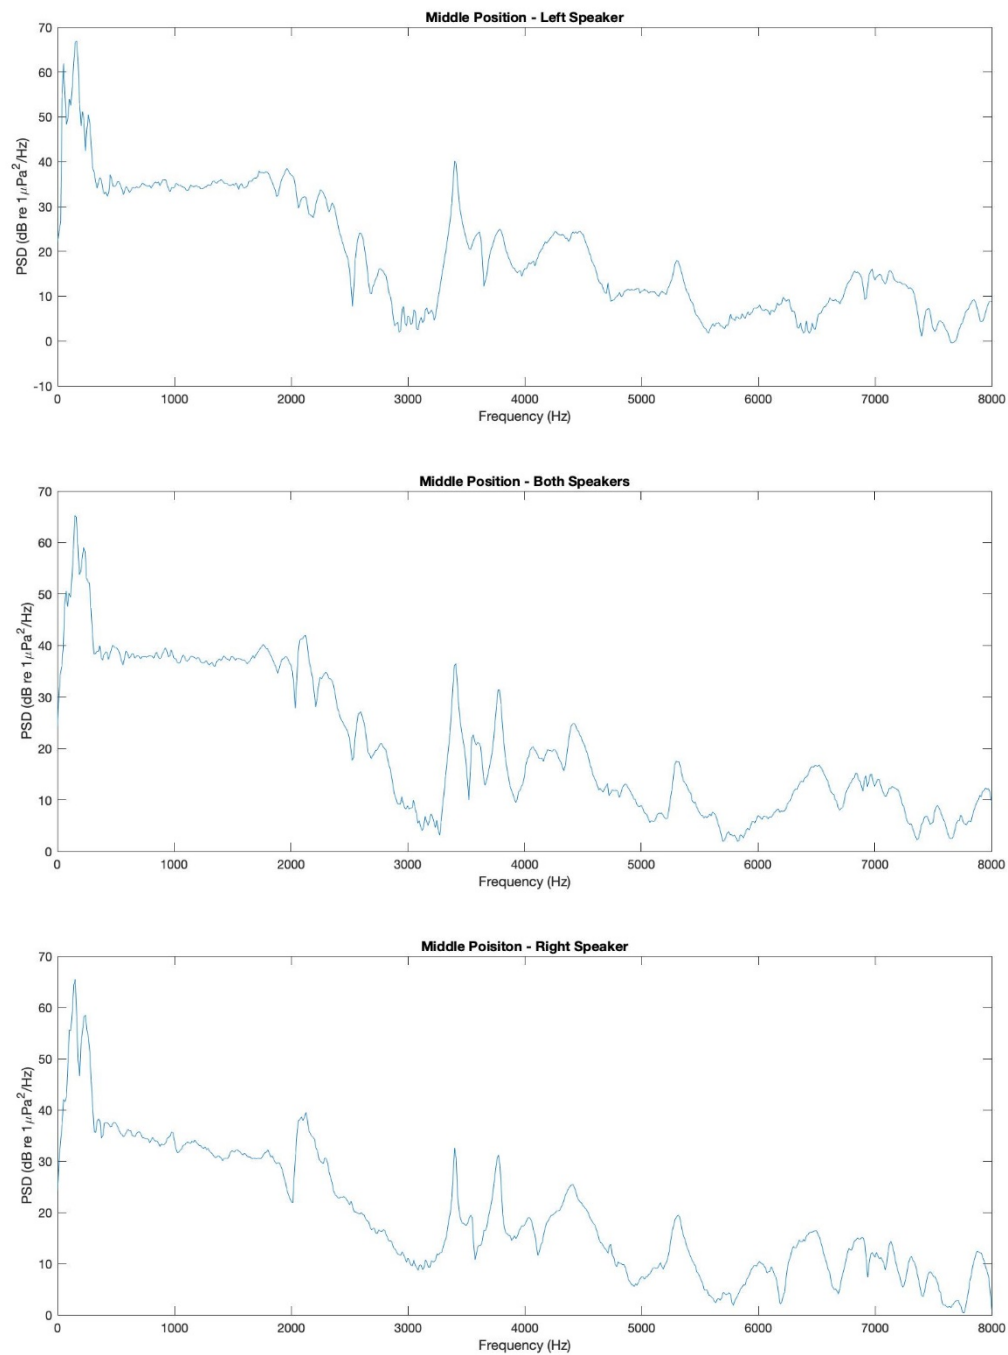 Middle Position - Left Speaker
70
60
50
40
30
20
10
0
-10
PSD (dB re 1μPa²/Hz)
0 1000 2000 3000 4000 5000 6000 7000 8000
Frequency (Hz)
Middle Position - Both Speakers
70
60
50
40
30
20
10
0
PSD (dB re 1μPa²/Hz)
0 1000 2000 3000 4000 5000 6000 7000 8000
Frequency (Hz)
Middle Poisiton - Right Speaker
70
60
50
40
30
20
10
0
PSD (dB re 1μPa²/Hz)
0 1000 2000 3000 4000 5000 6000 7000 8000
Frequency (Hz)